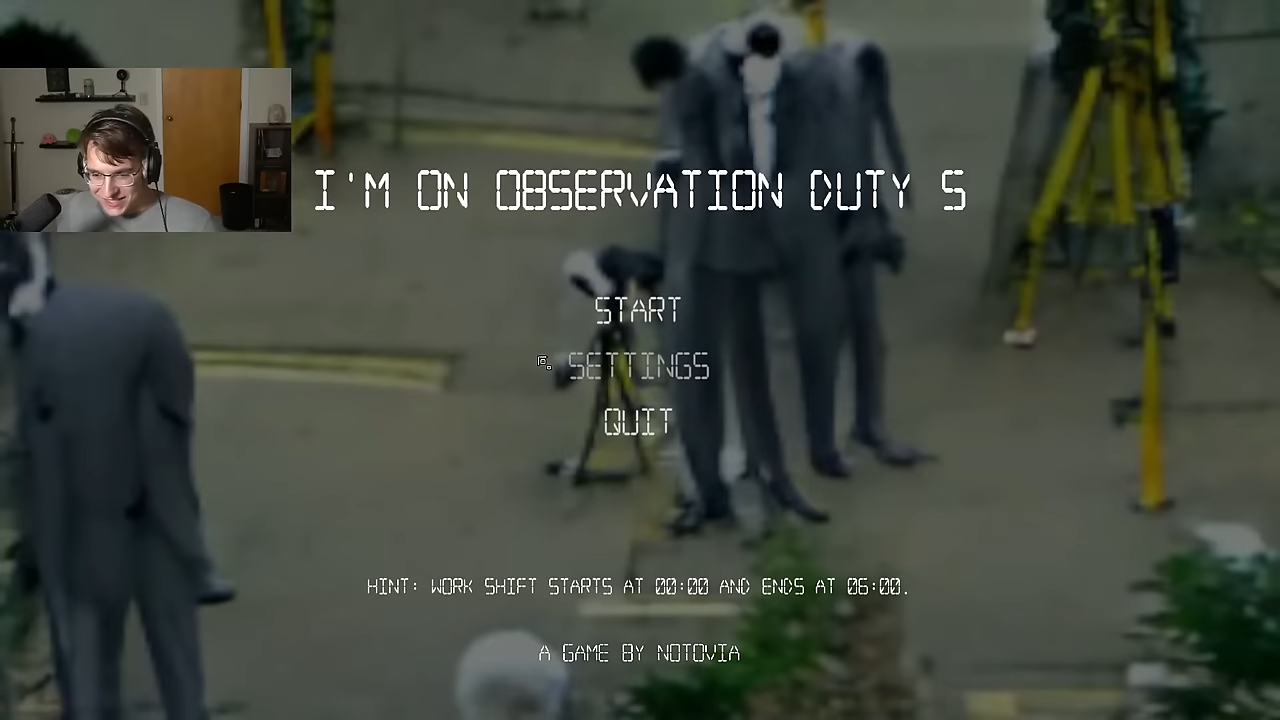 I'M ON OBSERVATION DUTY 5
START
SETTINGS
QUIT
HINT: WORK SHIFT STARTS AT 00:00 AND ENDS AT 06:00.
A GAME BY NOTOVIA